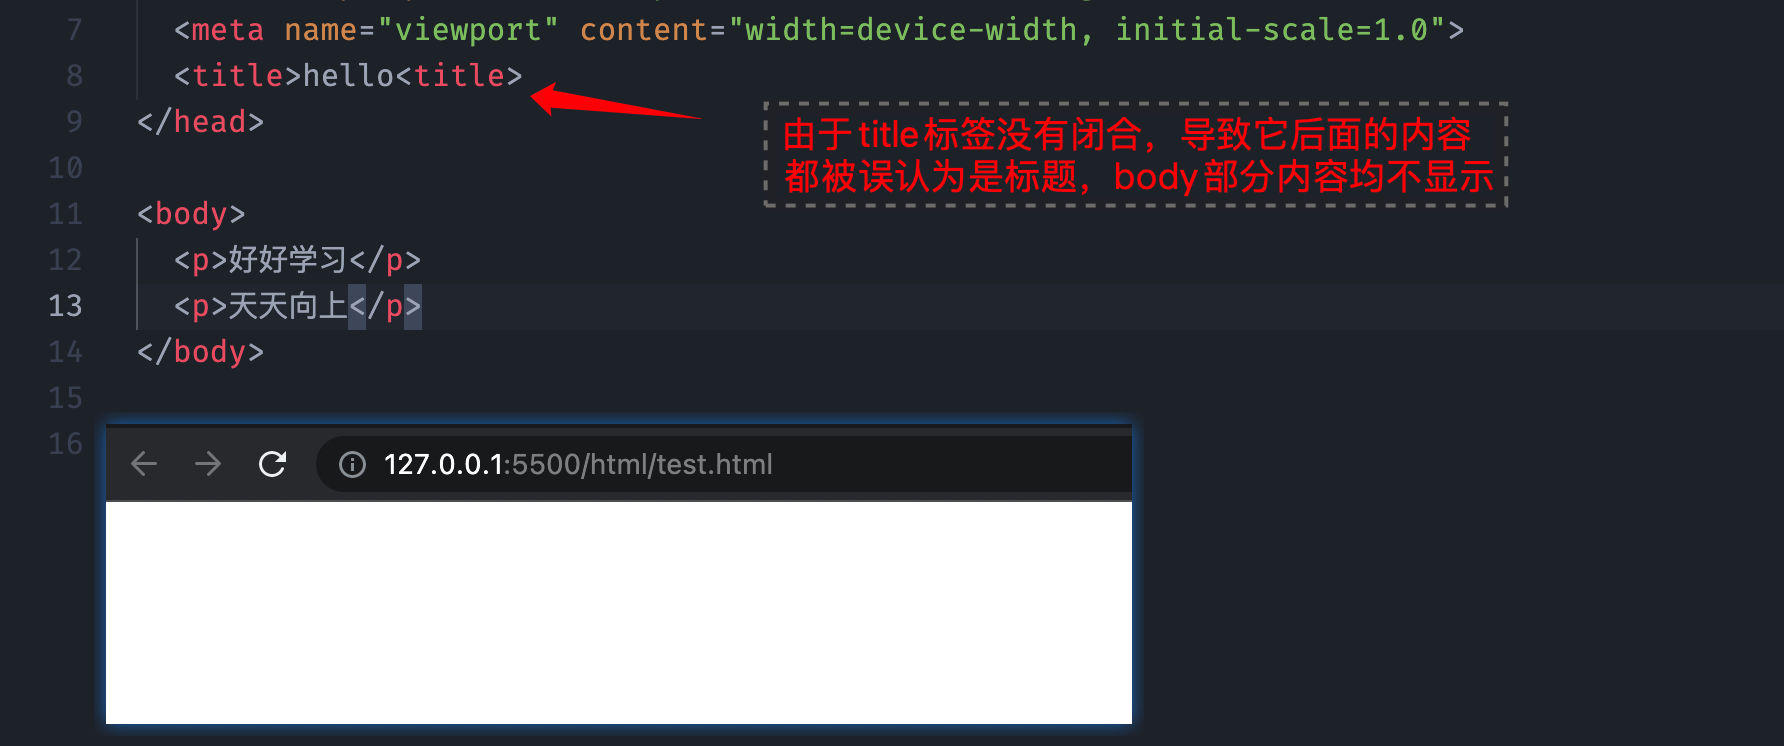 7 <meta name="viewport" content="width=device-width, initial-scale=1.0">
8 <title>hello<title>
9 </head>
由于title标签没有闭合，导致它后面的内容
都被误认为是标题，body部分内容均不显示
10
11 <body>
12 <p>好好学习</p>
13 <p>天天向上</p>
14 </body>
15
16
127.0.0.1:5500/html/test.html